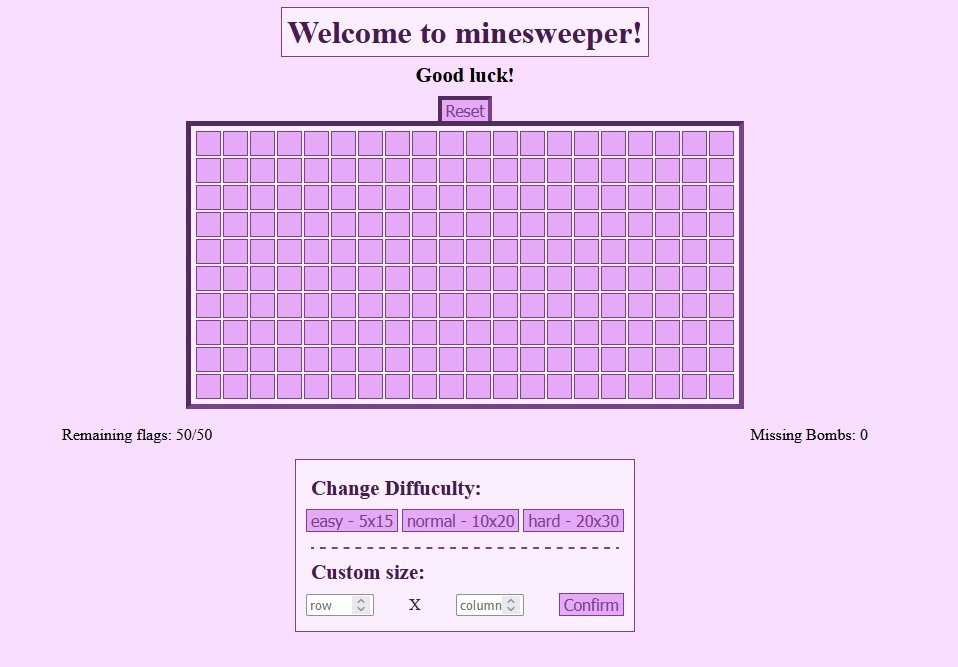 Welcome to minesweeper!
Good luck!
Reset
Remaining flags: 50/50
Missing Bombs: 0
Change Diffuculty:
easy - 5x15 normal - 10x20 hard - 20x30
Custom size:
row X column Confirm